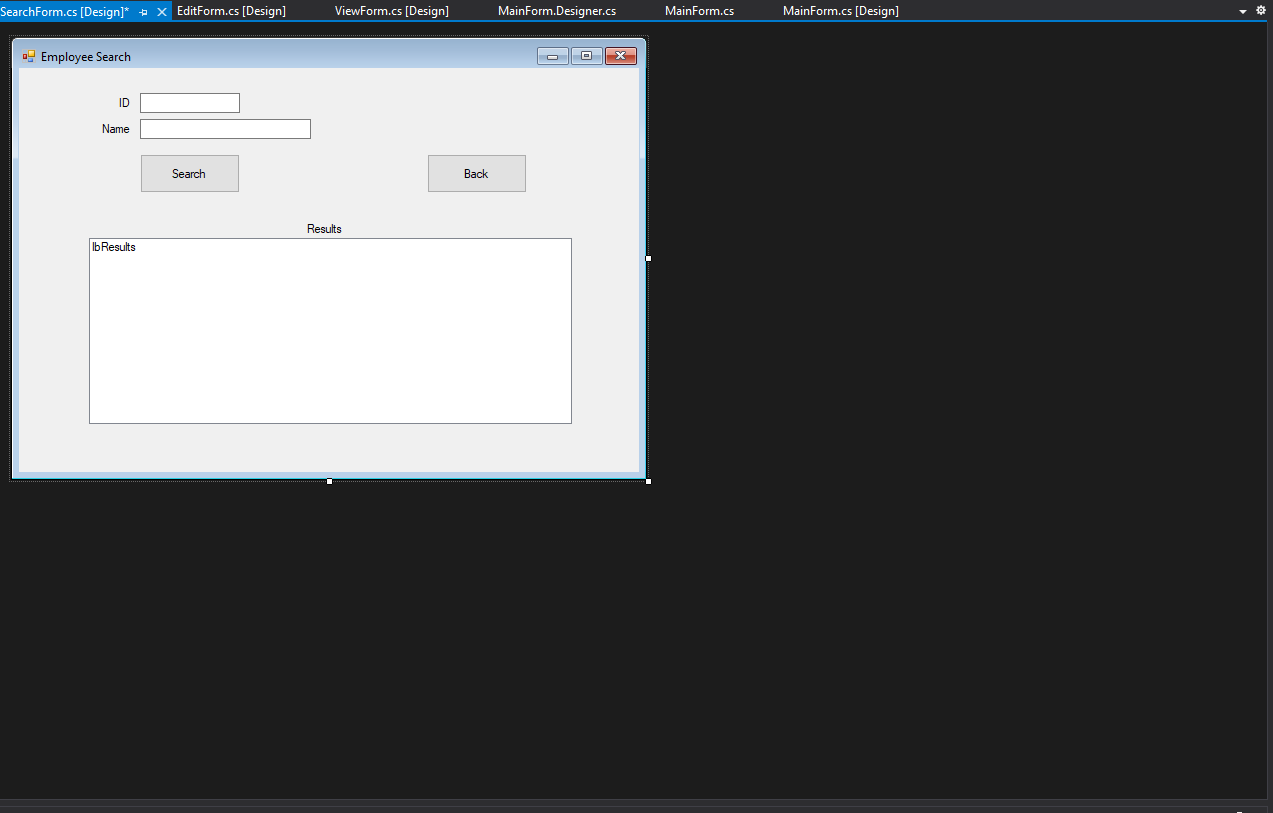 SearchForm.cs [Design]* EditForm.cs [Design] ViewForm.cs [Design] MainForm.Designer.cs MainForm.cs MainForm.cs [Design]
Employee Search
ID
Name
Search Back
Results
lbResults